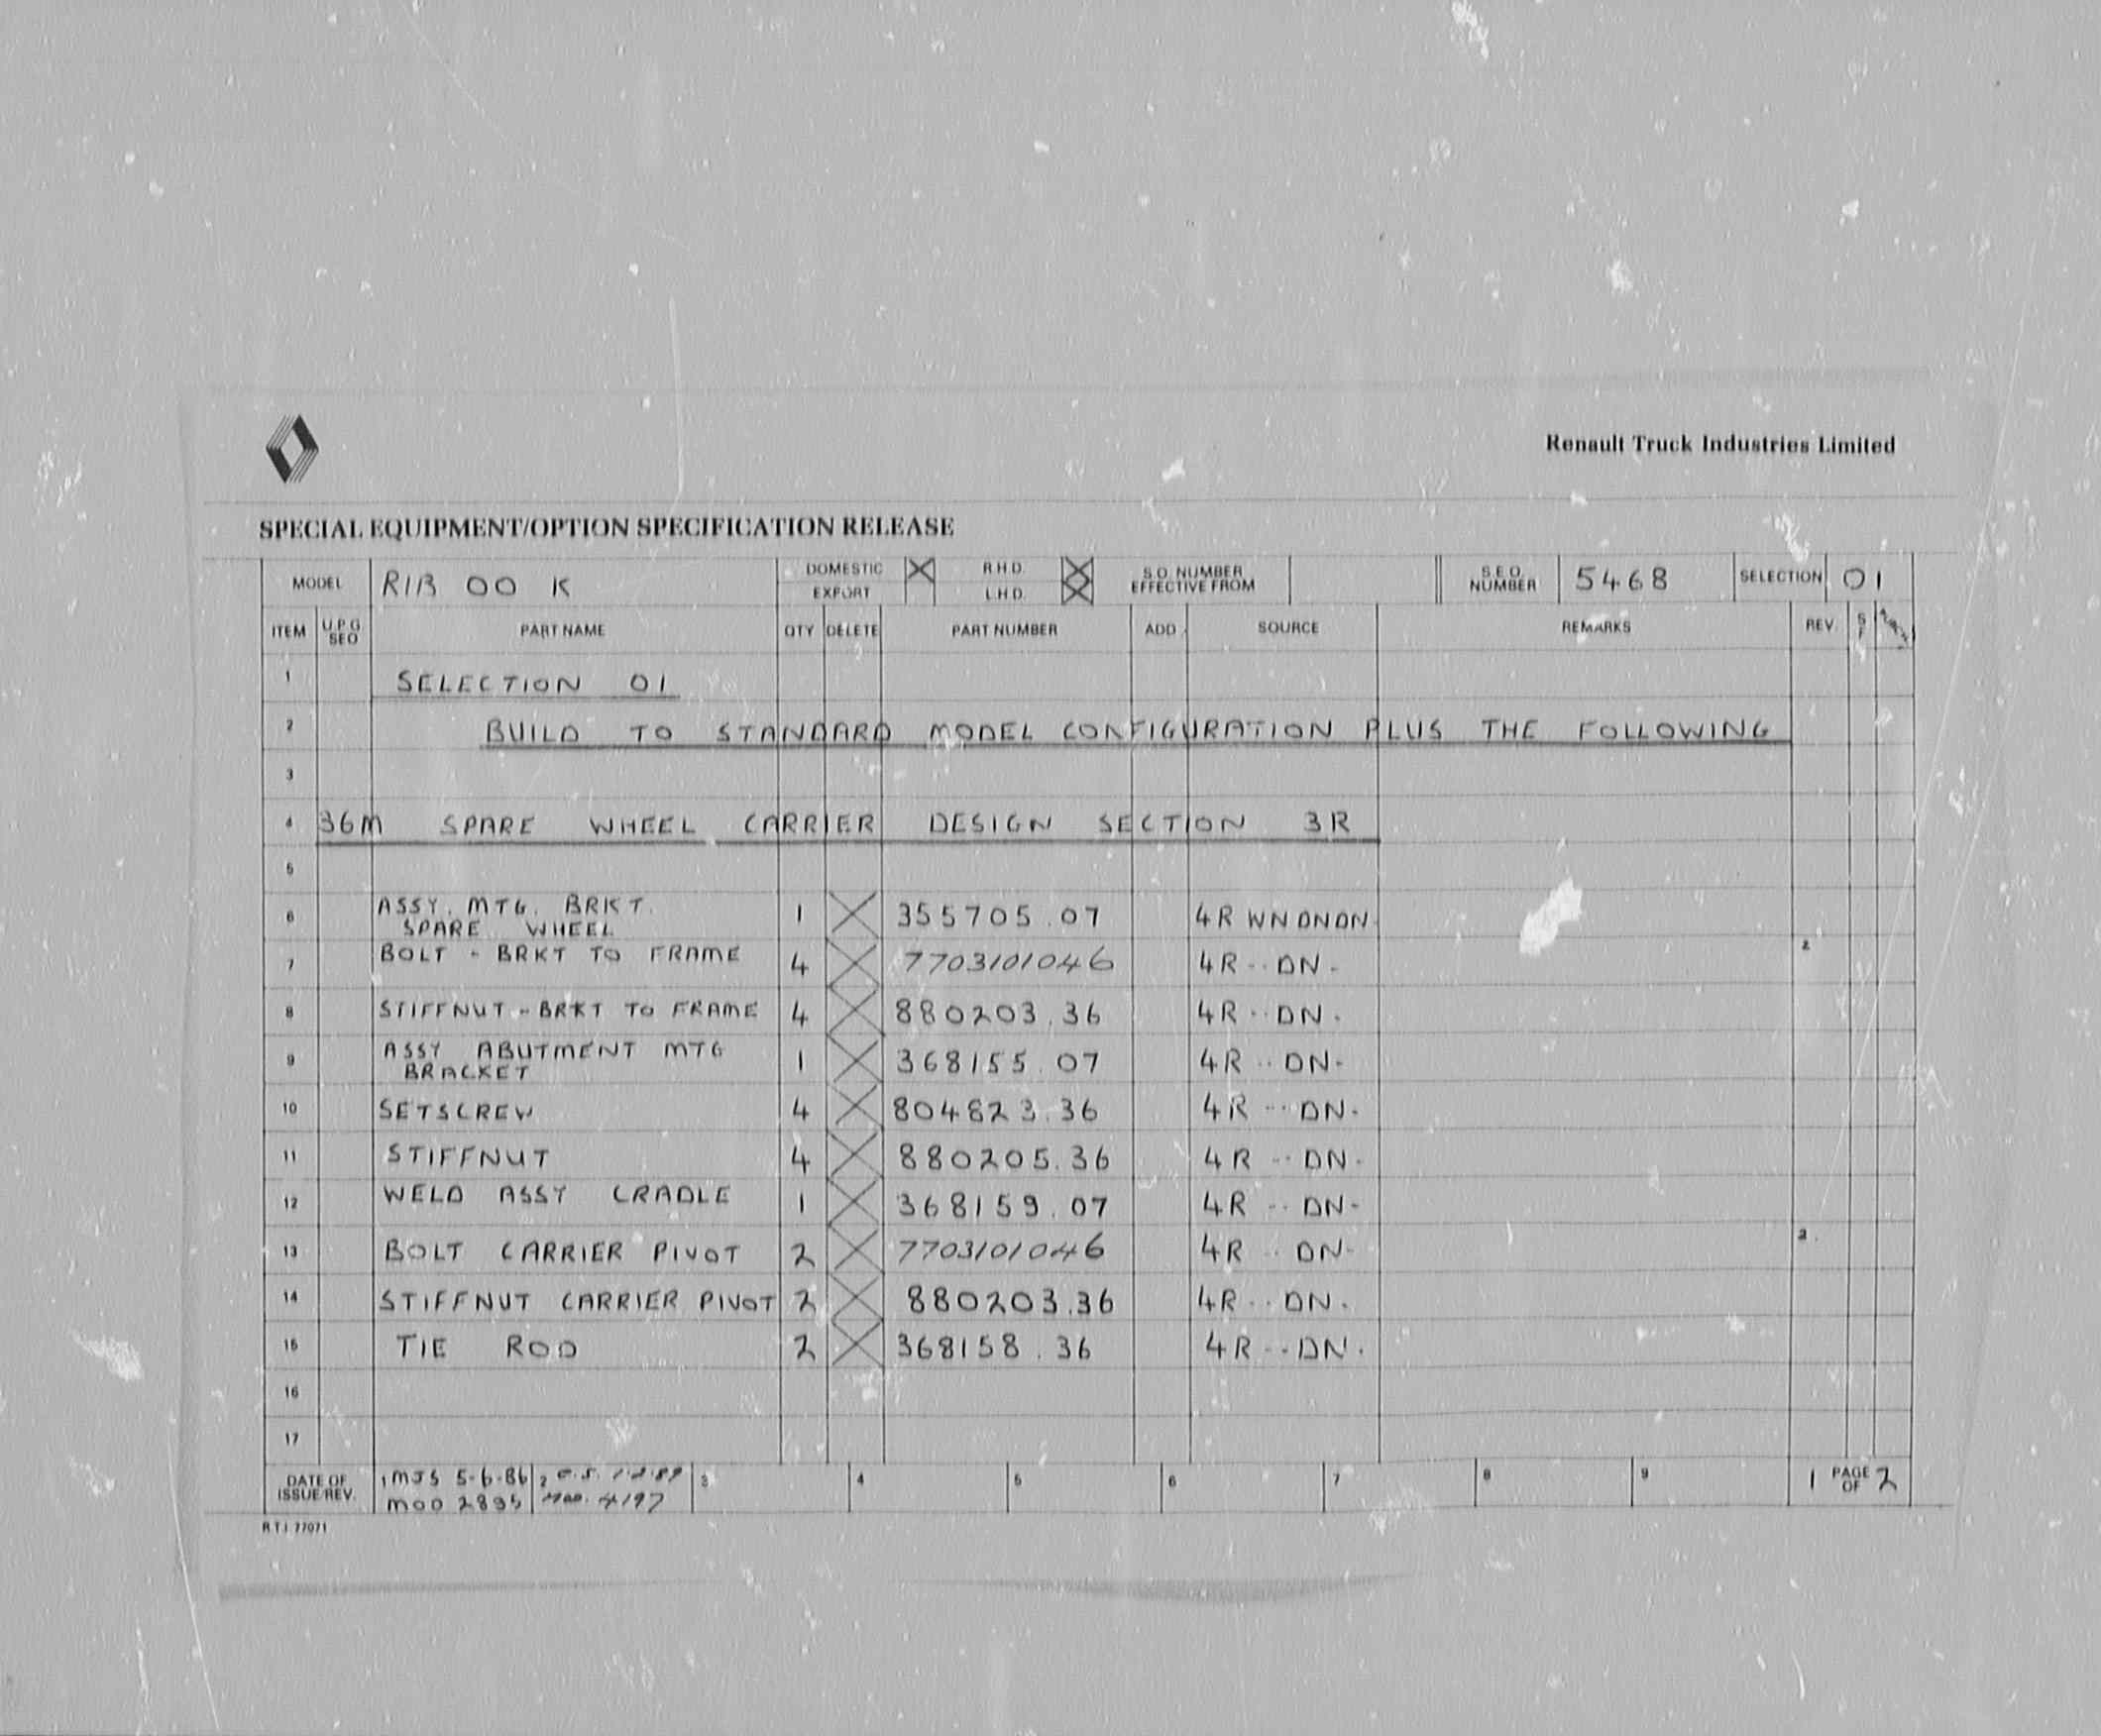 Renault Truck Industries Limited
SPECIAL EQUIPMENT/OPTION SPECIFICATION RELEASE
MODEL R1B 00 K DOMESTIC R.H.D. S.O. NUMBER S.E.O. 5468 SELECTION 01
EXPORT L.H.D. EFFECTIVE FROM NUMBER
ITEM U.P.G. SEO PART NAME QTY DELETE PART NUMBER ADD SOURCE REMARKS REV.
1 SELECTION 01
2 BUILD TO STANDARD MODEL CONFIGURATION PLUS THE FOLLOWING
3
4 36M SPARE WHEEL CARRIER DESIGN SECTION 3R
5
6 ASSY. MTG. BRKT. 1 355705.07 4R WN DN DN
SPARE WHEEL
7 BOLT - BRKT TO FRAME 4 7703101046 4R -- DN - 2
8 STIFFNUT - BRKT TO FRAME 4 880203.36 4R -- DN -
9 ASSY ABUTMENT MTG 1 368155.07 4R -- DN -
BRACKET
10 SETSCREW 4 804823.36 4R -- DN -
11 STIFFNUT 4 880205.36 4R -- DN -
12 WELD ASSY CRADLE 1 368159.07 4R -- DN -
13 BOLT CARRIER PIVOT 2 7703101046 4R -- DN - 2
14 STIFFNUT CARRIER PIVOT 2 880203.36 4R -- DN -
15 TIE ROD 2 368158.36 4R -- DN -
16
17
DATE OF 1 MJS 5-6-86 2 3 4 5 6 7 8 9 1 PAGE 2
ISSUE/REV. MOD 2895 MOD. 4197 OF
R.T.I. 77071